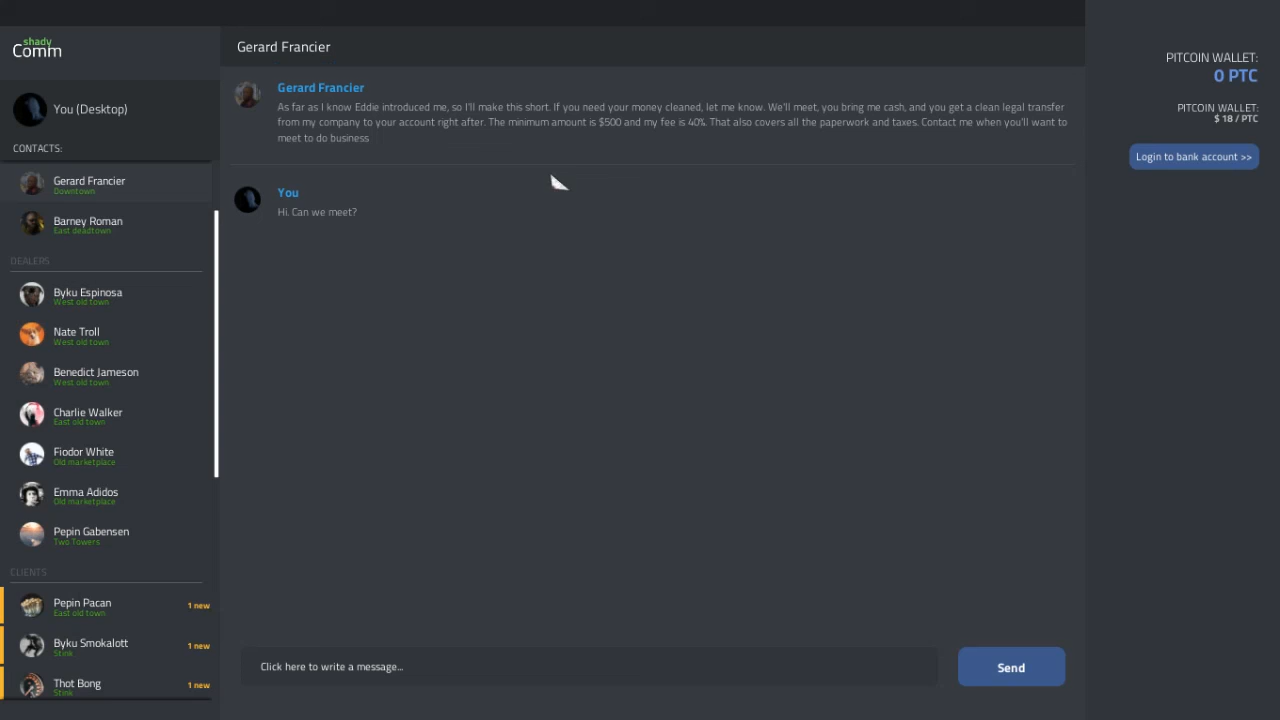 shady
Comm
You (Desktop)
CONTACTS:
Gerard Francier
Downtown
Barney Roman
East deadtown
DEALERS
Byku Espinosa
West old town
Nate Troll
West old town
Benedict Jameson
West old town
Charlie Walker
East old town
Fiodor White
Old marketplace
Emma Adidos
Old marketplace
Pepin Gabensen
Two Towers
CLIENTS
Pepin Pacan
East old town
1 new
Byku Smokalott
Stink
1 new
Thot Bong
Stink
1 new
Gerard Francier
Gerard Francier
As far as I know Eddie introduced me, so I'll make this short. If you need your money cleaned, let me know. We'll meet, you bring me cash, and you get a clean legal transfer
from my company to your account right after. The minimum amount is $500 and my fee is 40%. That also covers all the paperwork and taxes. Contact me when you'll want to
meet to do business
You
Hi. Can we meet?
Click here to write a message...
Send
PITCOIN WALLET:
0 PTC
PITCOIN WALLET:
$ 18 / PTC
Login to bank account >>